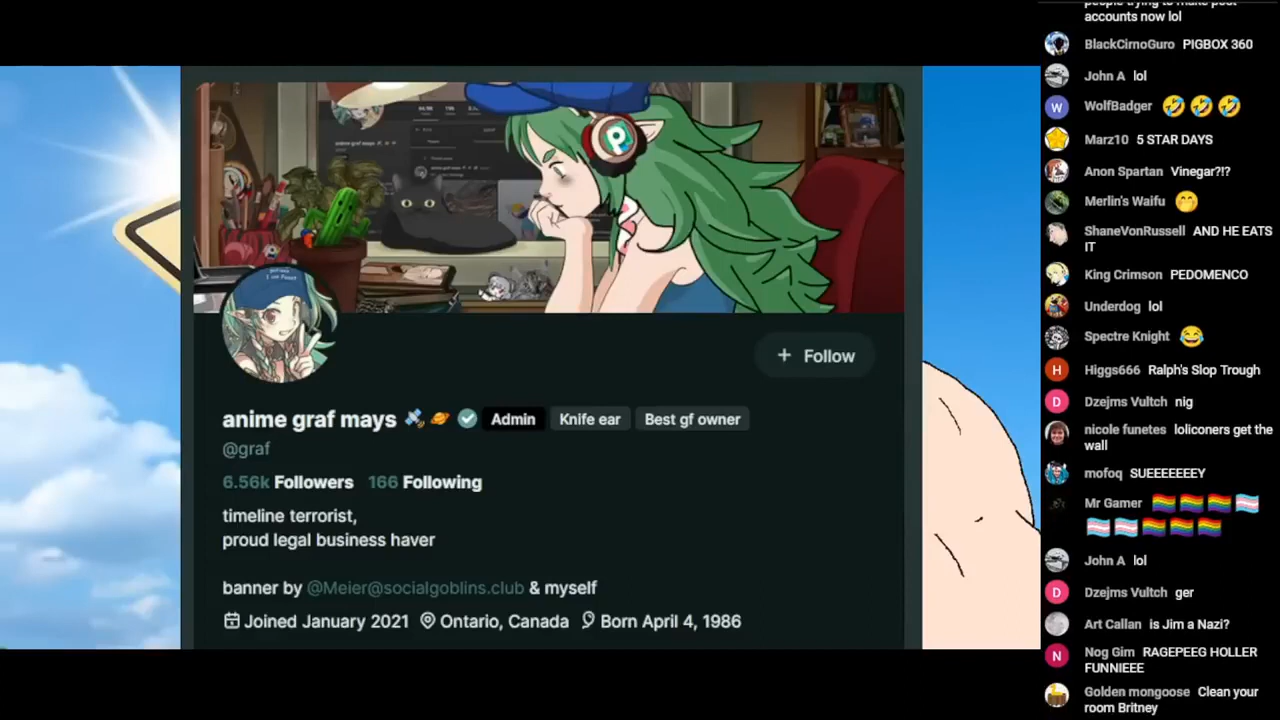 anime graf mays
Admin
Knife ear
Best gf owner
@graf
6.56k Followers 166 Following
+ Follow
timeline terrorist,
proud legal business haver
banner by @Meier@socialgoblins.club & myself
Joined January 2021 Ontario, Canada Born April 4, 1986
people trying to make post
accounts now lol
BlackCirnoGuro PIGBOX 360
John A lol
WolfBadger 🤣🤣🤣
Marz10 5 STAR DAYS
Anon Spartan Vinegar?!?
Merlin's Waifu 🤭
ShaneVonRussell AND HE EATS
IT
King Crimson PEDOMENCO
Underdog lol
Spectre Knight 😂
Higgs666 Ralph's Slop Trough
Dzejms Vultch nig
nicole funetes loliconers get the
wall
mofoq SUEEEEEEEY
Mr Gamer 🏳️‍🌈🏳️‍🌈🏳️‍🌈🏳️‍⚧️
🏳️‍⚧️🏳️‍⚧️🏳️‍🌈🏳️‍🌈🏳️‍🌈
John A lol
Dzejms Vultch ger
Art Callan is Jim a Nazi?
Nog Gim RAGEPEEG HOLLER
FUNNIEEE
Golden mongoose Clean your
room Britney